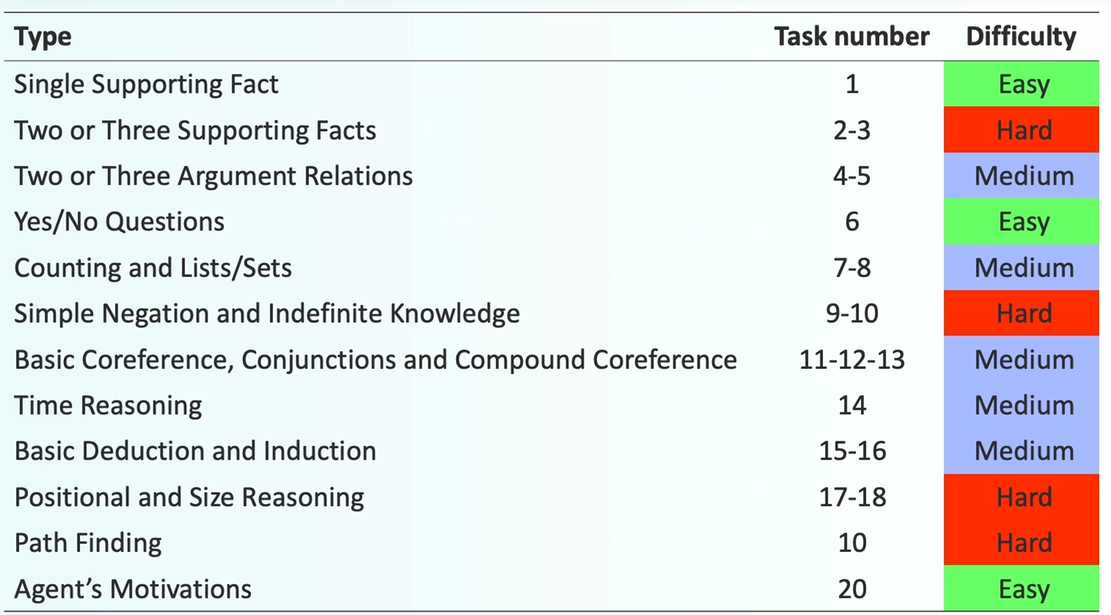 Type Task number Difficulty
Single Supporting Fact 1 Easy
Two or Three Supporting Facts 2-3 Hard
Two or Three Argument Relations 4-5 Medium
Yes/No Questions 6 Easy
Counting and Lists/Sets 7-8 Medium
Simple Negation and Indefinite Knowledge 9-10 Hard
Basic Coreference, Conjunctions and Compound Coreference 11-12-13 Medium
Time Reasoning 14 Medium
Basic Deduction and Induction 15-16 Medium
Positional and Size Reasoning 17-18 Hard
Path Finding 10 Hard
Agent’s Motivations 20 Easy